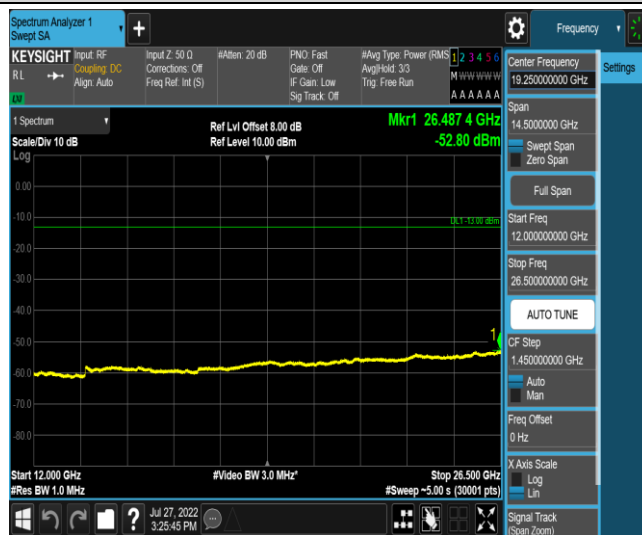 Spectrum Analyzer 1
Swept SA
+
Frequency
KEYSIGHT
RL
Input: RF
Coupling: DC
Align: Auto
Input Z: 50 Ω
Corrections: Off
Freq Ref: Int (S)
#Atten: 20 dB
PNO: Fast
Gate: Off
IF Gain: Low
Sig Track: Off
#Avg Type: Power (RMS
Avg|Hold: 3/3
Trig: Free Run
1 2 3 4 5 6
M W W W W W
A A A A A A
LXI
1 Spectrum
Scale/Div 10 dB
Log
Ref Lvl Offset 8.00 dB
Ref Level 10.00 dBm
Mkr1 26.487 4 GHz
-52.80 dBm
0.00
-10.0
DL1 -13.00 dBm
-20.0
-30.0
-40.0
-50.0
1
-60.0
-70.0
-80.0
Start 12.000 GHz
#Res BW 1.0 MHz
#Video BW 3.0 MHz*
Stop 26.500 GHz
#Sweep ~5.00 s (30001 pts)
?
Jul 27, 2022
3:25:45 PM
Center Frequency
19.250000000 GHz
Settings
Span
14.5000000 GHz
Swept Span
Zero Span
Full Span
Start Freq
12.000000000 GHz
Stop Freq
26.500000000 GHz
AUTO TUNE
CF Step
1.450000000 GHz
Auto
Man
Freq Offset
0 Hz
X Axis Scale
Log
Lin
Signal Track
(Span Zoom)